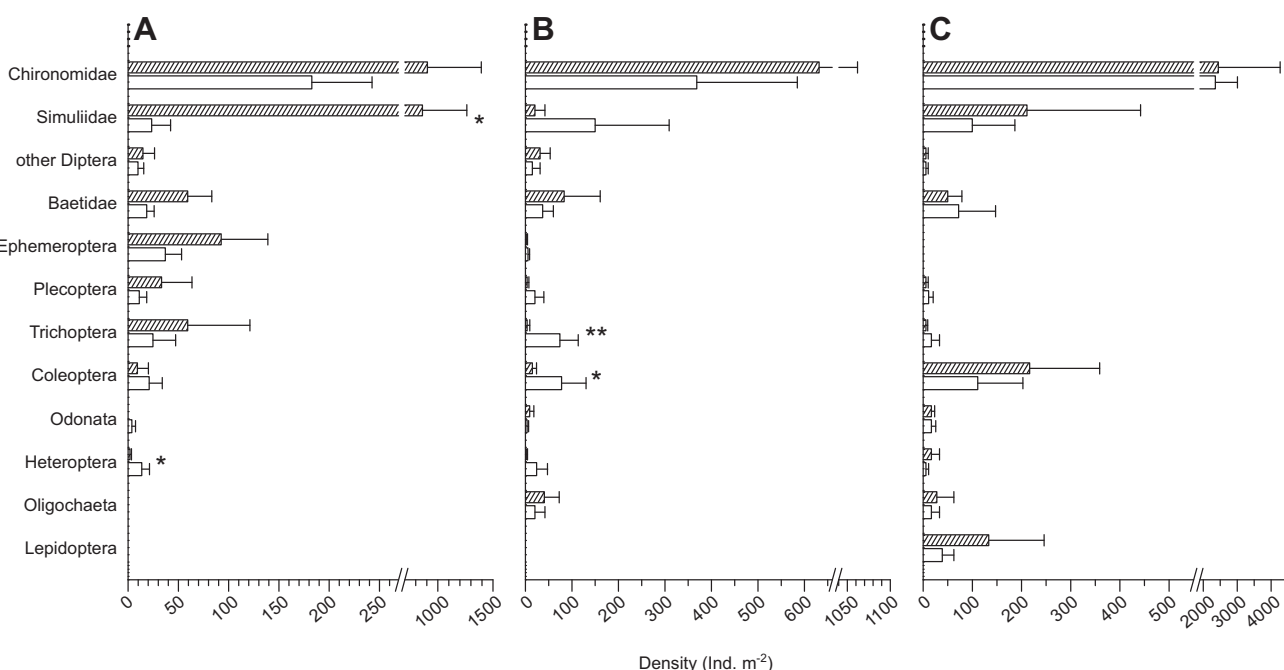 A B C
Chironomidae
Simuliidae
*
other Diptera
Baetidae
Ephemeroptera
Plecoptera
Trichoptera
**
Coleoptera
*
Odonata
Heteroptera
*
Oligochaeta
Lepidoptera
0 50 100 150 200 250 1000 1500
0 100 200 300 400 500 600 1050 1100
0 100 200 300 400 500 2000 3000 4000
Density (Ind. m-2)